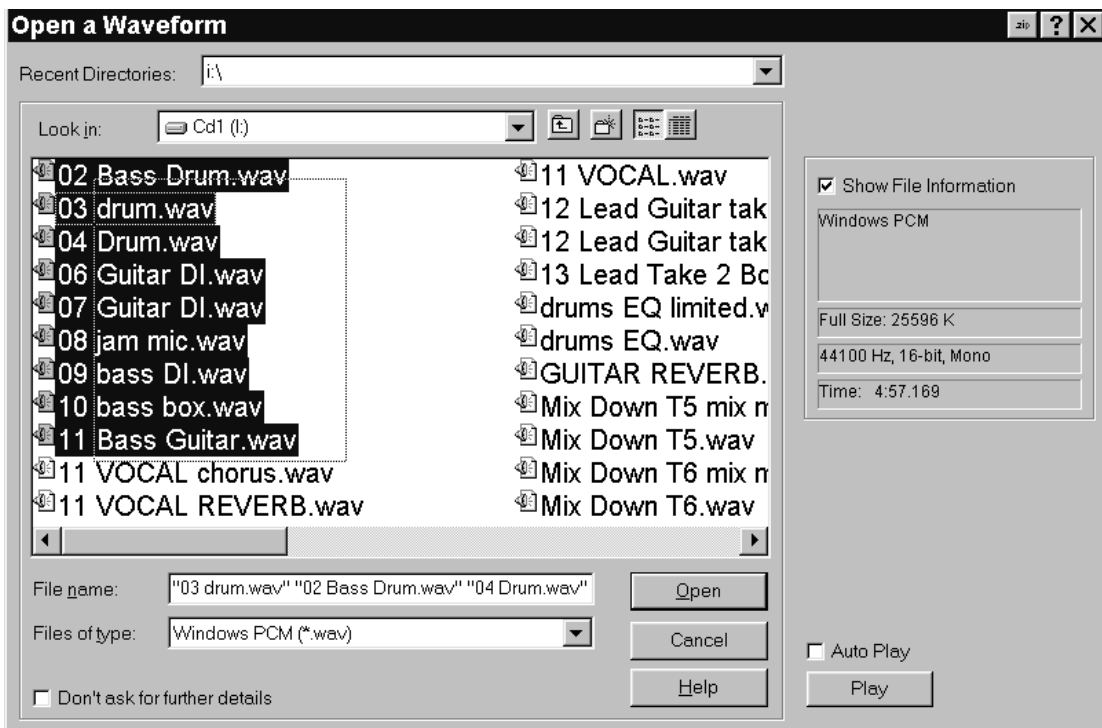 Open a Waveform
.zip
?
Recent Directories:
i:\
Look in:
Cd1 (I:)
02 Bass Drum.wav
03 drum.wav
04 Drum.wav
06 Guitar DI.wav
07 Guitar DI.wav
08 jam mic.wav
09 bass DI.wav
10 bass box.wav
11 Bass Guitar.wav
11 VOCAL chorus.wav
11 VOCAL REVERB.wav
11 VOCAL.wav
12 Lead Guitar tak
12 Lead Guitar tak
13 Lead Take 2 Bo
drums EQ limited.w
drums EQ.wav
GUITAR REVERB.
Mix Down T5 mix m
Mix Down T5.wav
Mix Down T6 mix m
Mix Down T6.wav
Show File Information
Windows PCM
Full Size: 25596 K
44100 Hz, 16-bit, Mono
Time: 4:57.169
File name:
"03 drum.wav" "02 Bass Drum.wav" "04 Drum.wav"
Open
Files of type:
Windows PCM (*.wav)
Cancel
Auto Play
Don't ask for further details
Help
Play